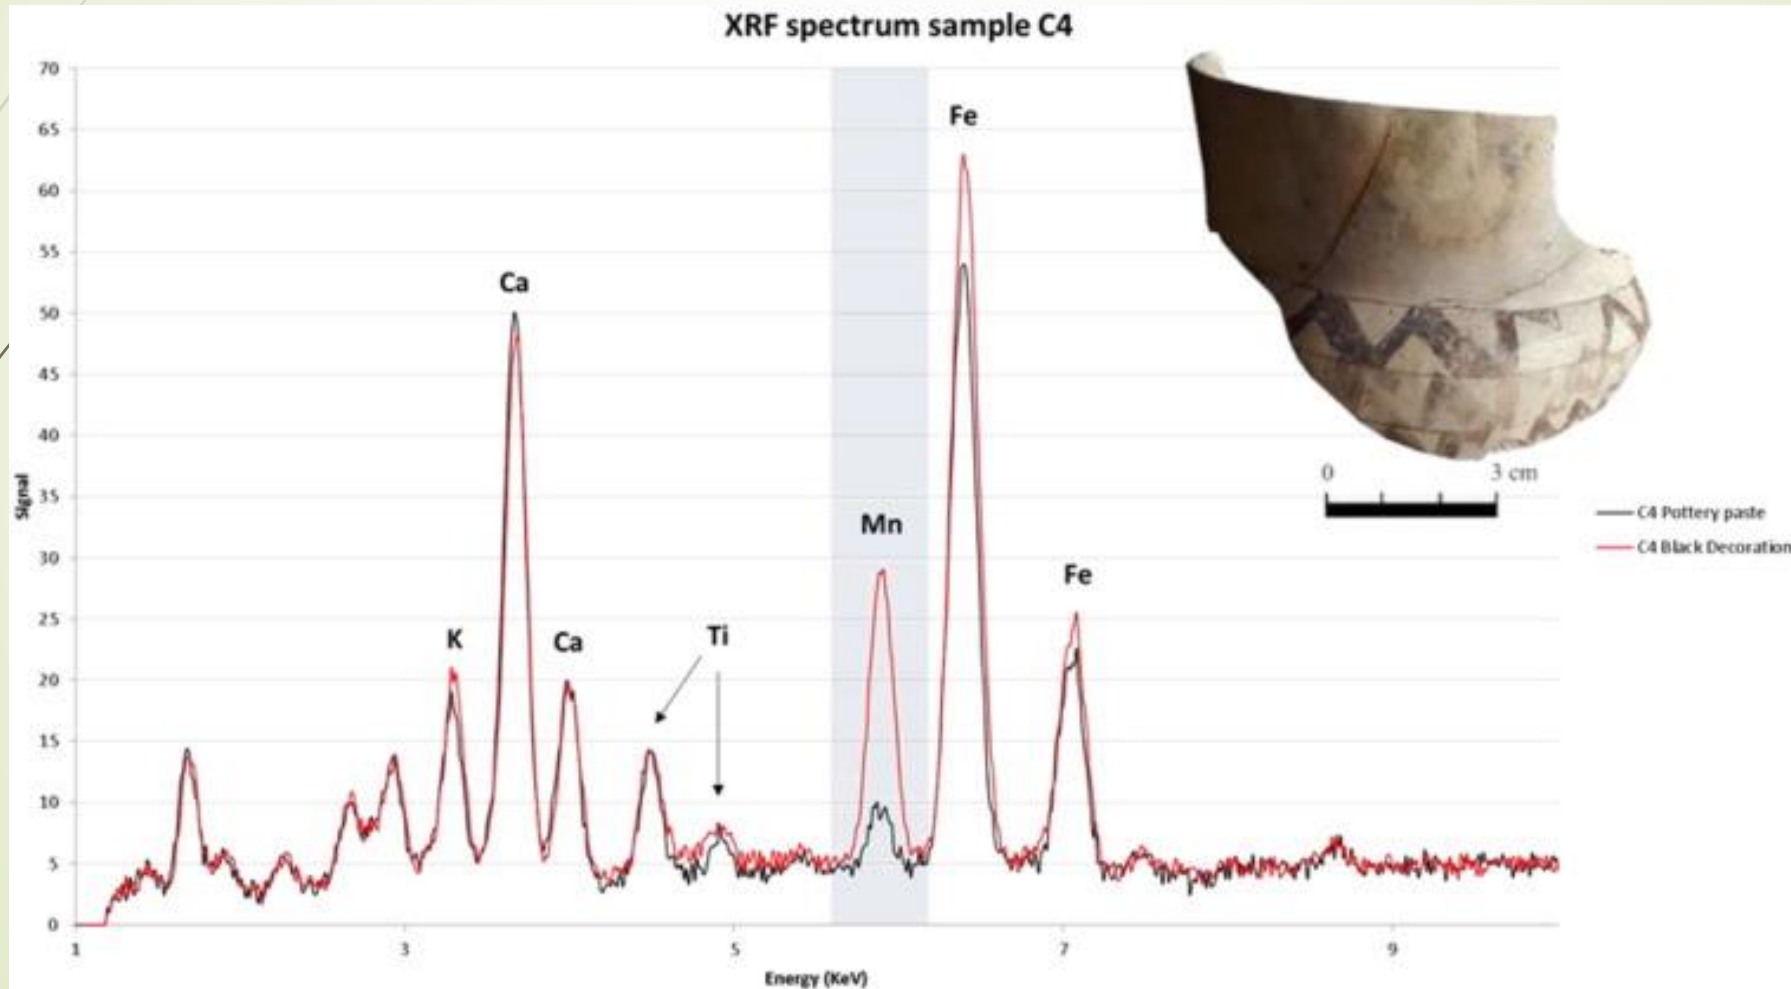 XRF spectrum sample C4
70
65
60
55
50
45
40
35
30
25
20
15
10
5
0
Signal
K
Ca
Ca
Ti
Mn
Fe
Fe
0 3 cm
C4 Pottery paste
C4 Black Decoration
1 3 5 7 9
Energy (KeV)